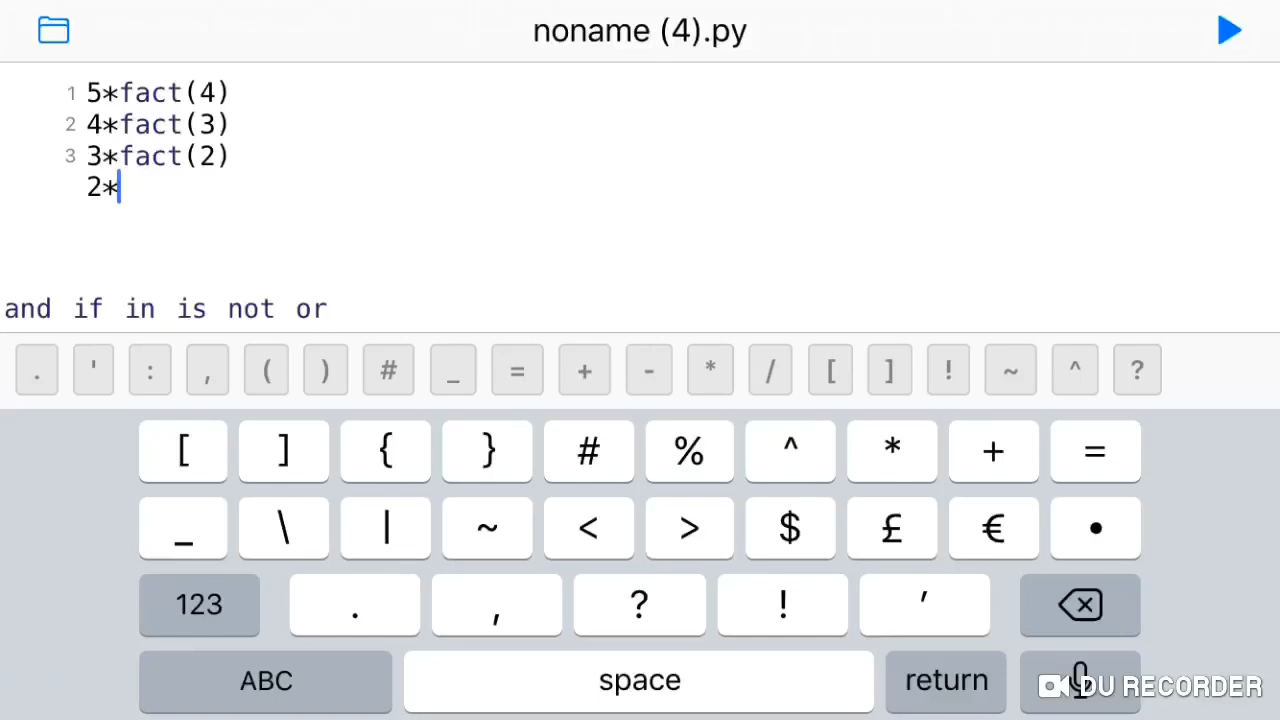 noname (4).py
1 5*fact(4)
2 4*fact(3)
3 3*fact(2)
2*
and if in is not or
. ' : , ( ) # _ = + - * / [ ] ! ~ ^ ?
[ ] { } # % ^ * + =
_ \ | ~ < > $ £ € •
123 . , ? ! ′
ABC space return
DU RECORDER